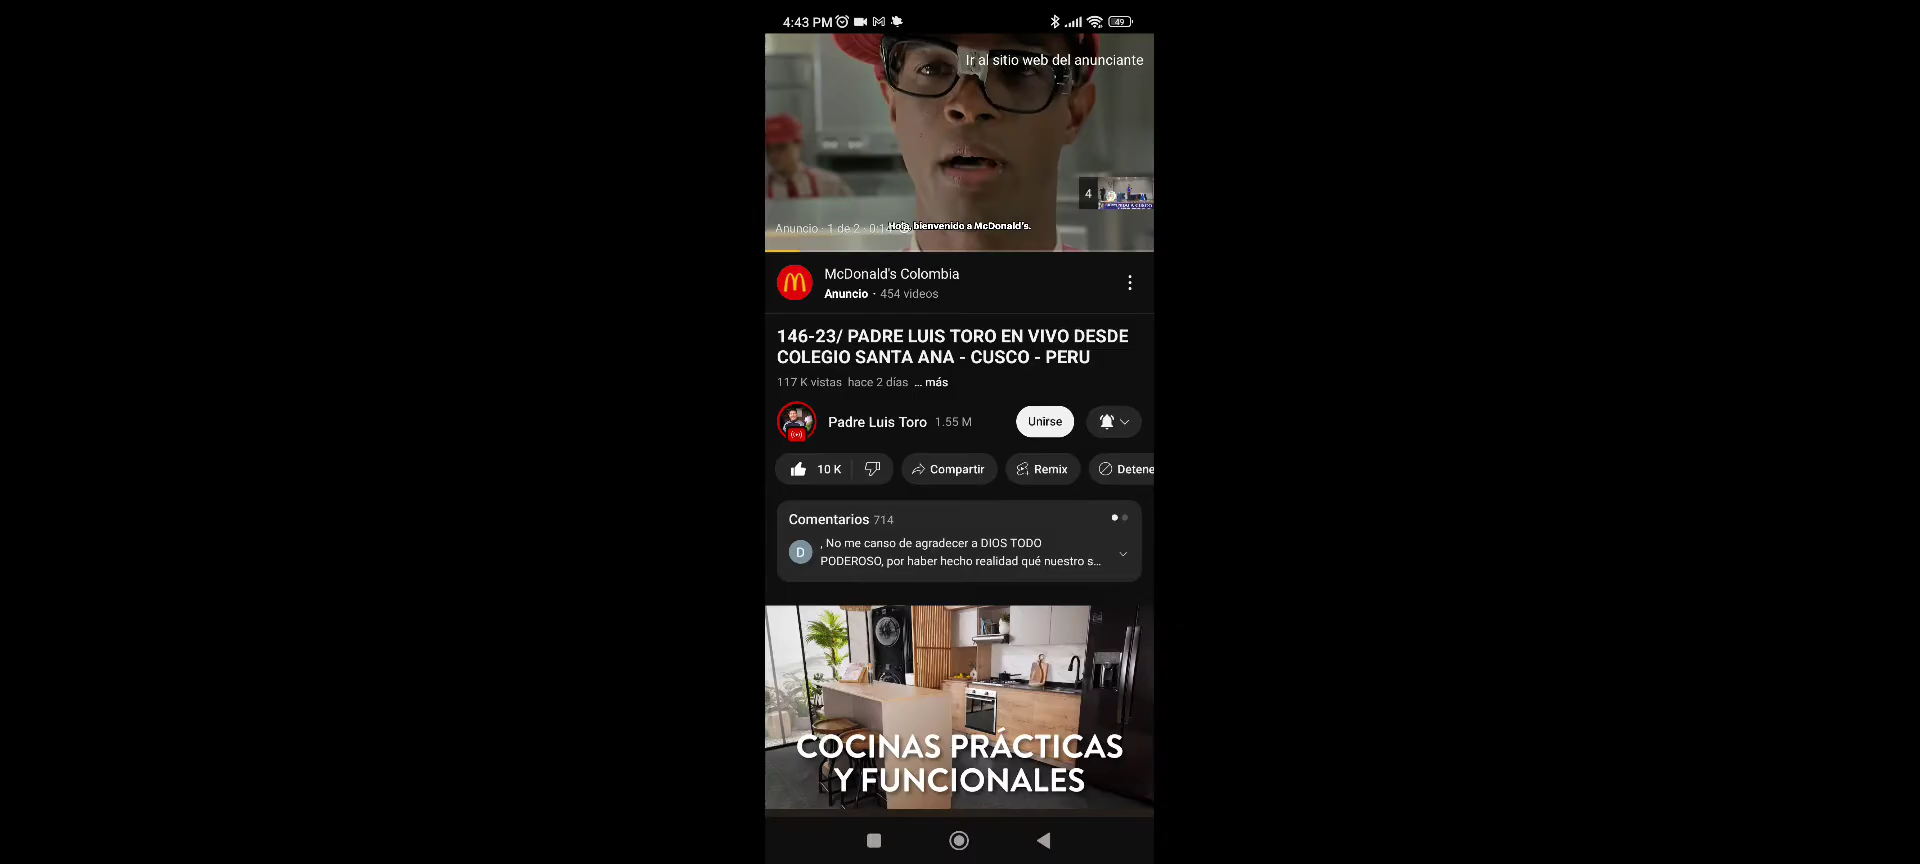 4:43 PM
49
Ir al sitio web del anunciante
4
Anuncio · 1 de 2 · 0:1
Hola, bienvenido a McDonald's.
McDonald's Colombia
Anuncio · 454 videos
146-23/ PADRE LUIS TORO EN VIVO DESDE
COLEGIO SANTA ANA - CUSCO - PERU
117 K vistas hace 2 días ... más
Padre Luis Toro 1.55 M
Unirse
10 K
Compartir
Remix
Detene
Comentarios 714
D
, No me canso de agradecer a DIOS TODO
PODEROSO, por haber hecho realidad qué nuestro s...
COCINAS PRÁCTICAS
Y FUNCIONALES